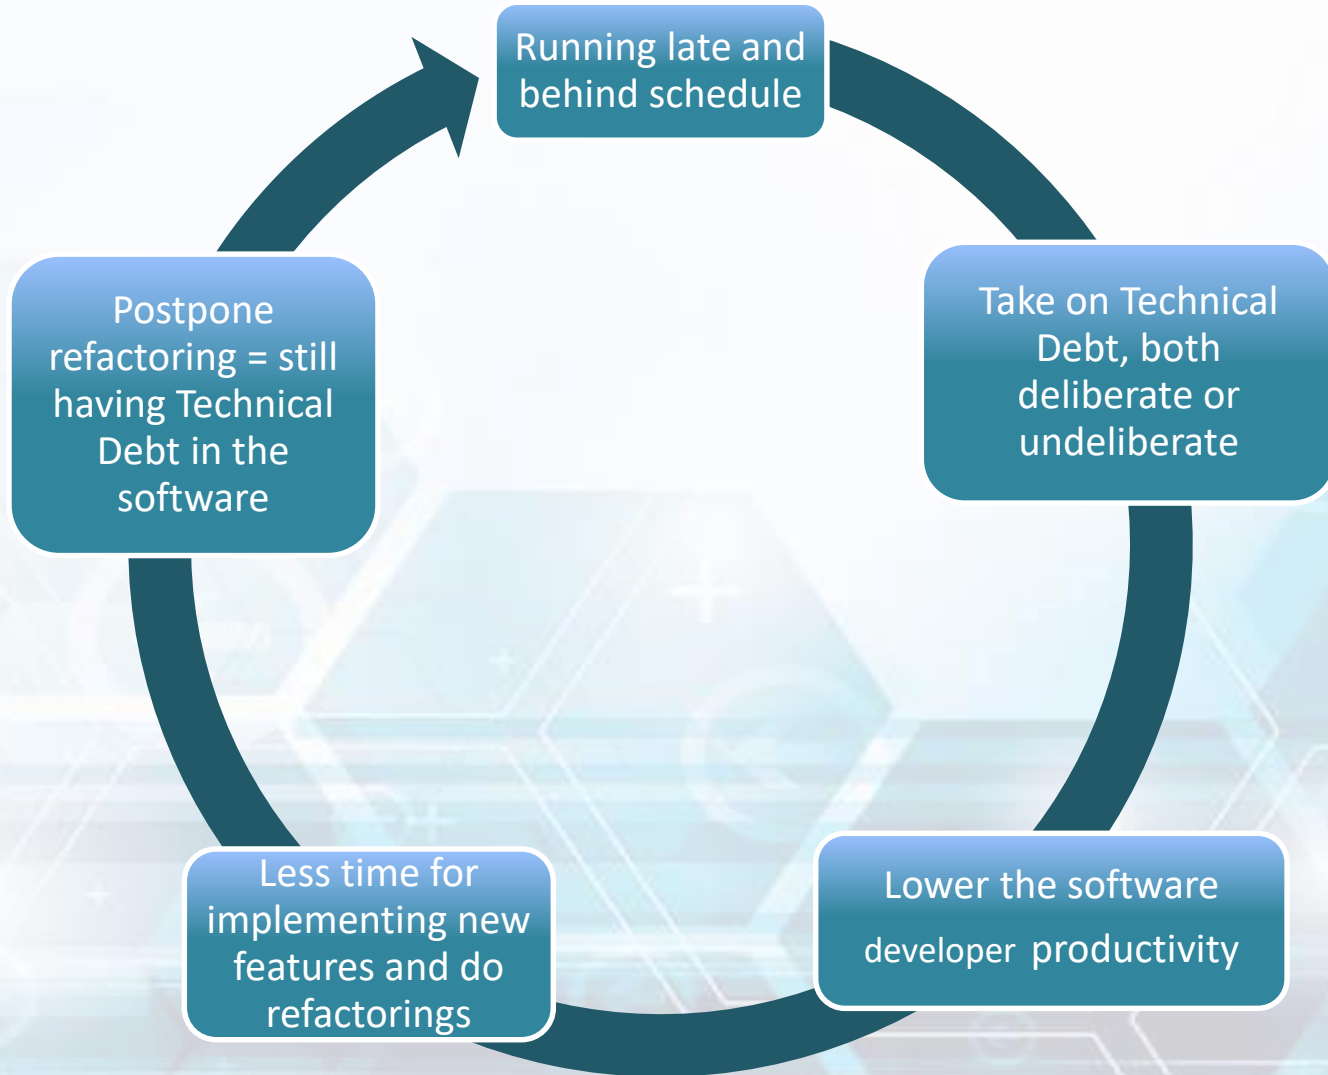 Running late and
behind schedule
Take on Technical
Debt, both
deliberate or
undeliberate
Lower the software
developer productivity
Less time for
implementing new
features and do
refactorings
Postpone
refactoring = still
having Technical
Debt in the
software